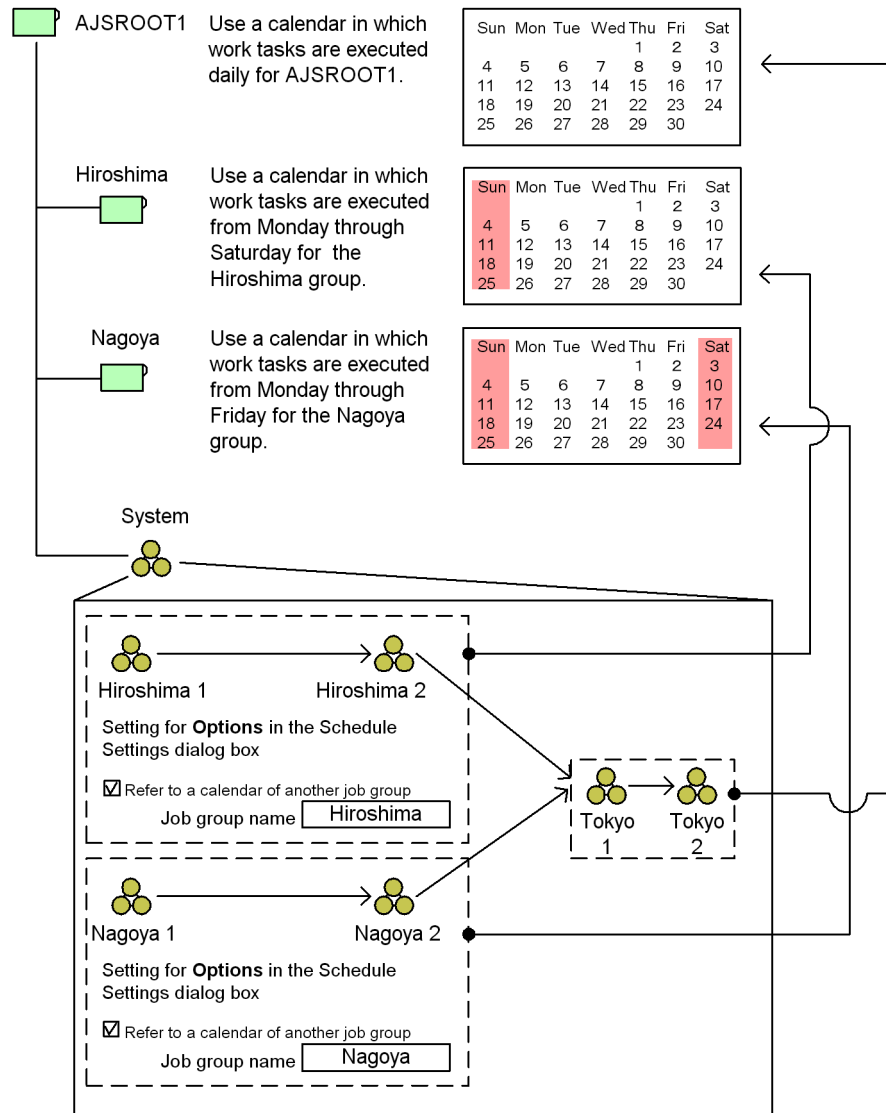 AJSROOT1
Use a calendar in which
work tasks are executed
daily for AJSROOT1.
Sun Mon Tue Wed Thu Fri Sat
1 2 3
4 5 6 7 8 9 10
11 12 13 14 15 16 17
18 19 20 21 22 23 24
25 26 27 28 29 30
Hiroshima
Use a calendar in which
work tasks are executed
from Monday through
Saturday for the
Hiroshima group.
Sun Mon Tue Wed Thu Fri Sat
1 2 3
4 5 6 7 8 9 10
11 12 13 14 15 16 17
18 19 20 21 22 23 24
25 26 27 28 29 30
Nagoya
Use a calendar in which
work tasks are executed
from Monday through
Friday for the Nagoya
group.
Sun Mon Tue Wed Thu Fri Sat
1 2 3
4 5 6 7 8 9 10
11 12 13 14 15 16 17
18 19 20 21 22 23 24
25 26 27 28 29 30
System
Hiroshima 1
Hiroshima 2
Setting for Options in the Schedule
Settings dialog box
Refer to a calendar of another job group
Job group name Hiroshima
Tokyo
1
Tokyo
2
Nagoya 1
Nagoya 2
Setting for Options in the Schedule
Settings dialog box
Refer to a calendar of another job group
Job group name Nagoya